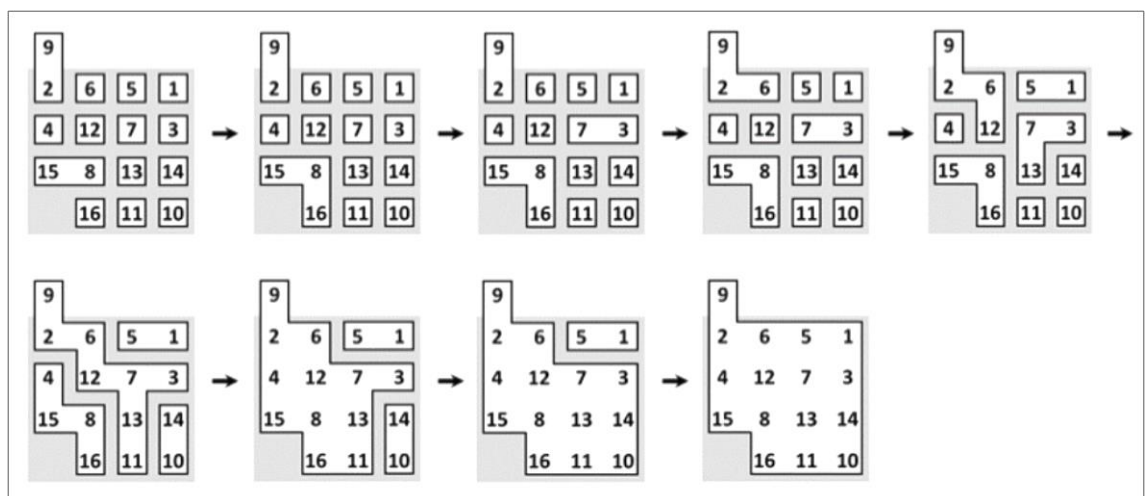 9 9 9 9 9
2 6 5 1 2 6 5 1 2 6 5 1 2 6 5 1 2 6 5 1
4 12 7 3 4 12 7 3 4 12 7 3 4 12 7 3 4 12 7 3
15 8 13 14 15 8 13 14 15 8 13 14 15 8 13 14 15 8 13 14
16 11 10 16 11 10 16 11 10 16 11 10 16 11 10
9 9 9 9
2 6 5 1 2 6 5 1 2 6 5 1 2 6 5 1
4 12 7 3 4 12 7 3 4 12 7 3 4 12 7 3
15 8 13 14 15 8 13 14 15 8 13 14 15 8 13 14
16 11 10 16 11 10 16 11 10 16 11 10